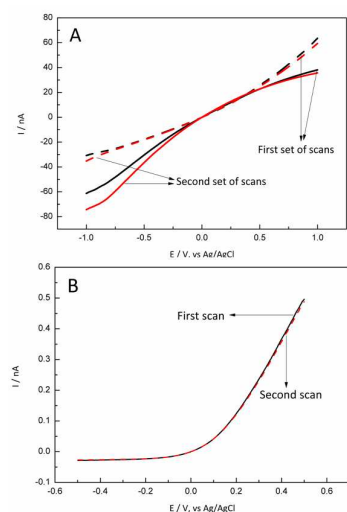 A
I / nA
60
40
20
0
-20
-40
-60
-80
First set of scans
Second set of scans
-1.0 -0.5 0.0 0.5 1.0
E / V. vs Ag/AgCl
B
I / nA
0.6
0.5
0.4
0.3
0.2
0.1
0.0
-0.1
First scan
Second scan
-0.6 -0.4 -0.2 0.0 0.2 0.4 0.6
E / V, vs Ag/AgCl